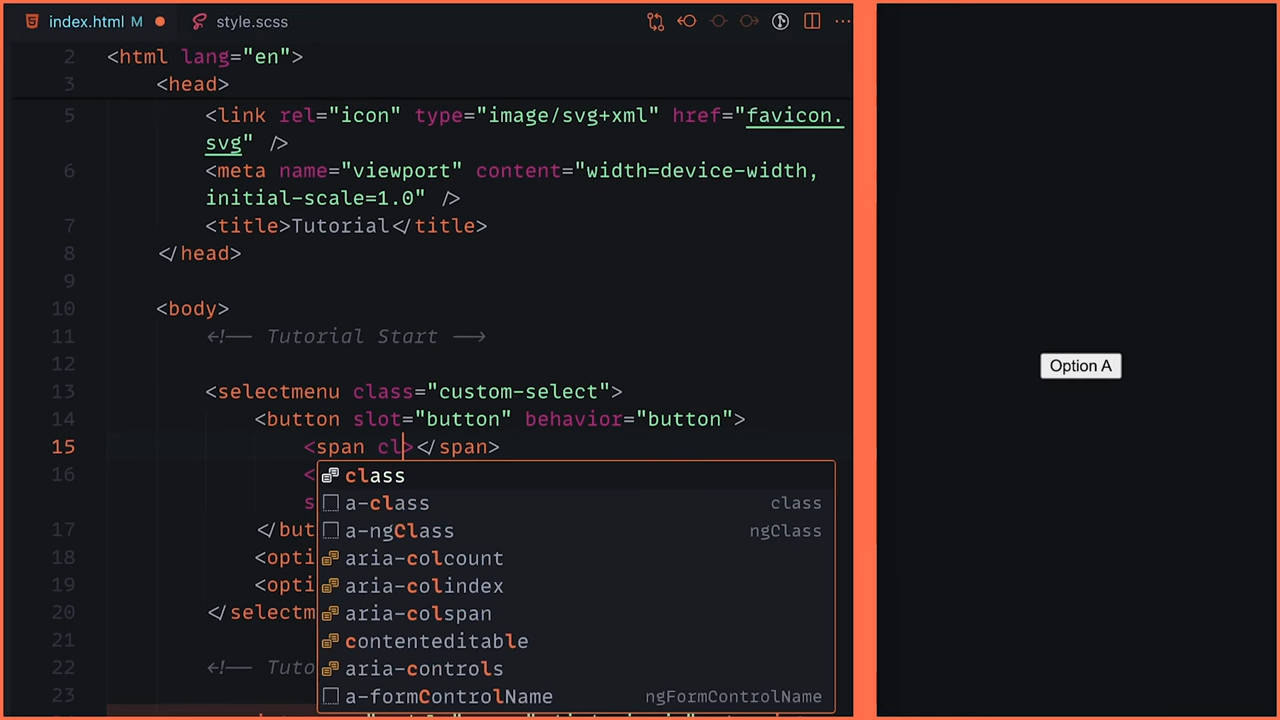 index.html M ● style.scss ...
2 <html lang="en">
3 <head>
5 <link rel="icon" type="image/svg+xml" href="favicon.
svg" />
6 <meta name="viewport" content="width=device-width,
initial-scale=1.0" />
7 <title>Tutorial</title>
8 </head>
9
10 <body>
11 <!-- Tutorial Start -->
12
13 <selectmenu class="custom-select">
14 <button slot="button" behavior="button">
15 <span cl></span>
16 <
s
17 </but
18 <opti
19 <opti
20 </selectm
21
22 <!-- Tuto
23
class
a-class class
a-ngClass ngClass
aria-colcount
aria-colindex
aria-colspan
contenteditable
aria-controls
a-formControlName ngFormControlName
Option A